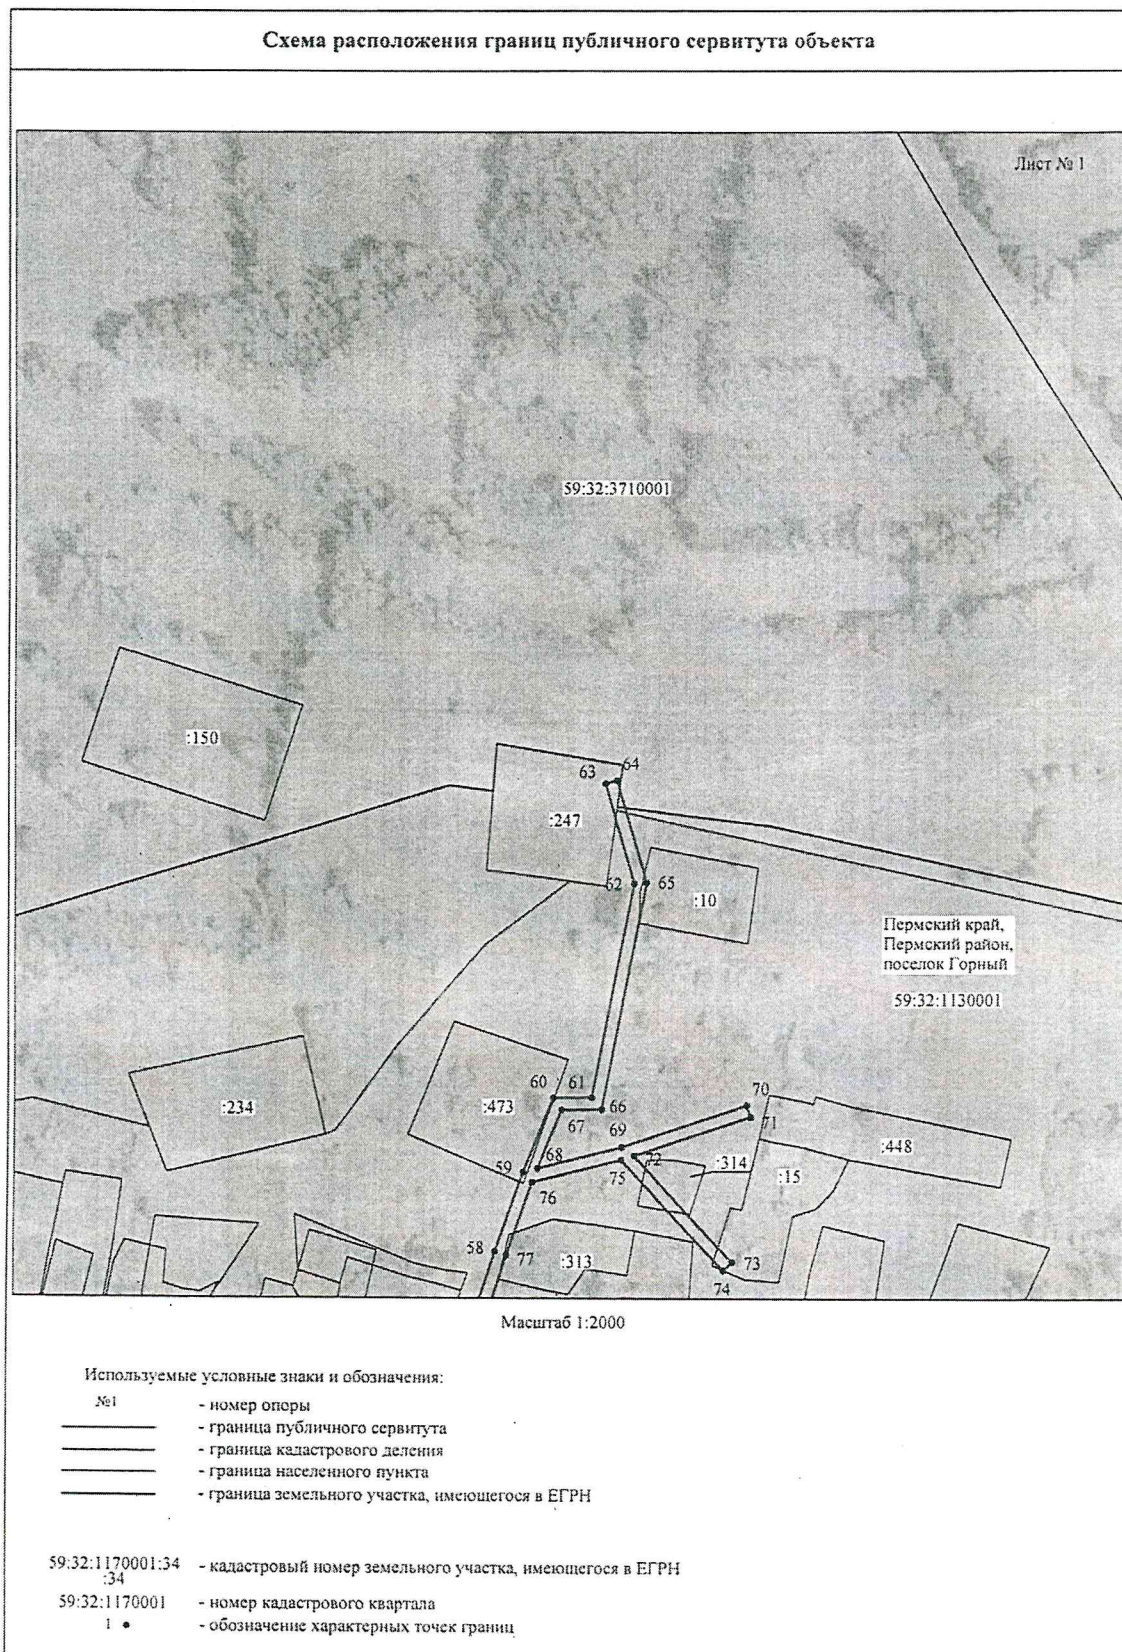 Схема расположения границ публичного сервитута объекта
Лист № 1
59:32:3710001
:150
63
64
:247
62
65
:10
Пермский край,
Пермский район,
поселок Горный
59:32:1130001
60
61
:234
:473
67
66
70
71
69
:448
68
72
:314
59
75
:15
76
58
77
:313
73
74
Масштаб 1:2000
Используемые условные знаки и обозначения:
№1 - номер опоры
- граница публичного сервитута
- граница кадастрового деления
- граница населенного пункта
- граница земельного участка, имеющегося в ЕГРН
59:32:1170001:34 - кадастровый номер земельного участка, имеющегося в ЕГРН
:34
59:32:1170001 - номер кадастрового квартала
1 • - обозначение характерных точек границ